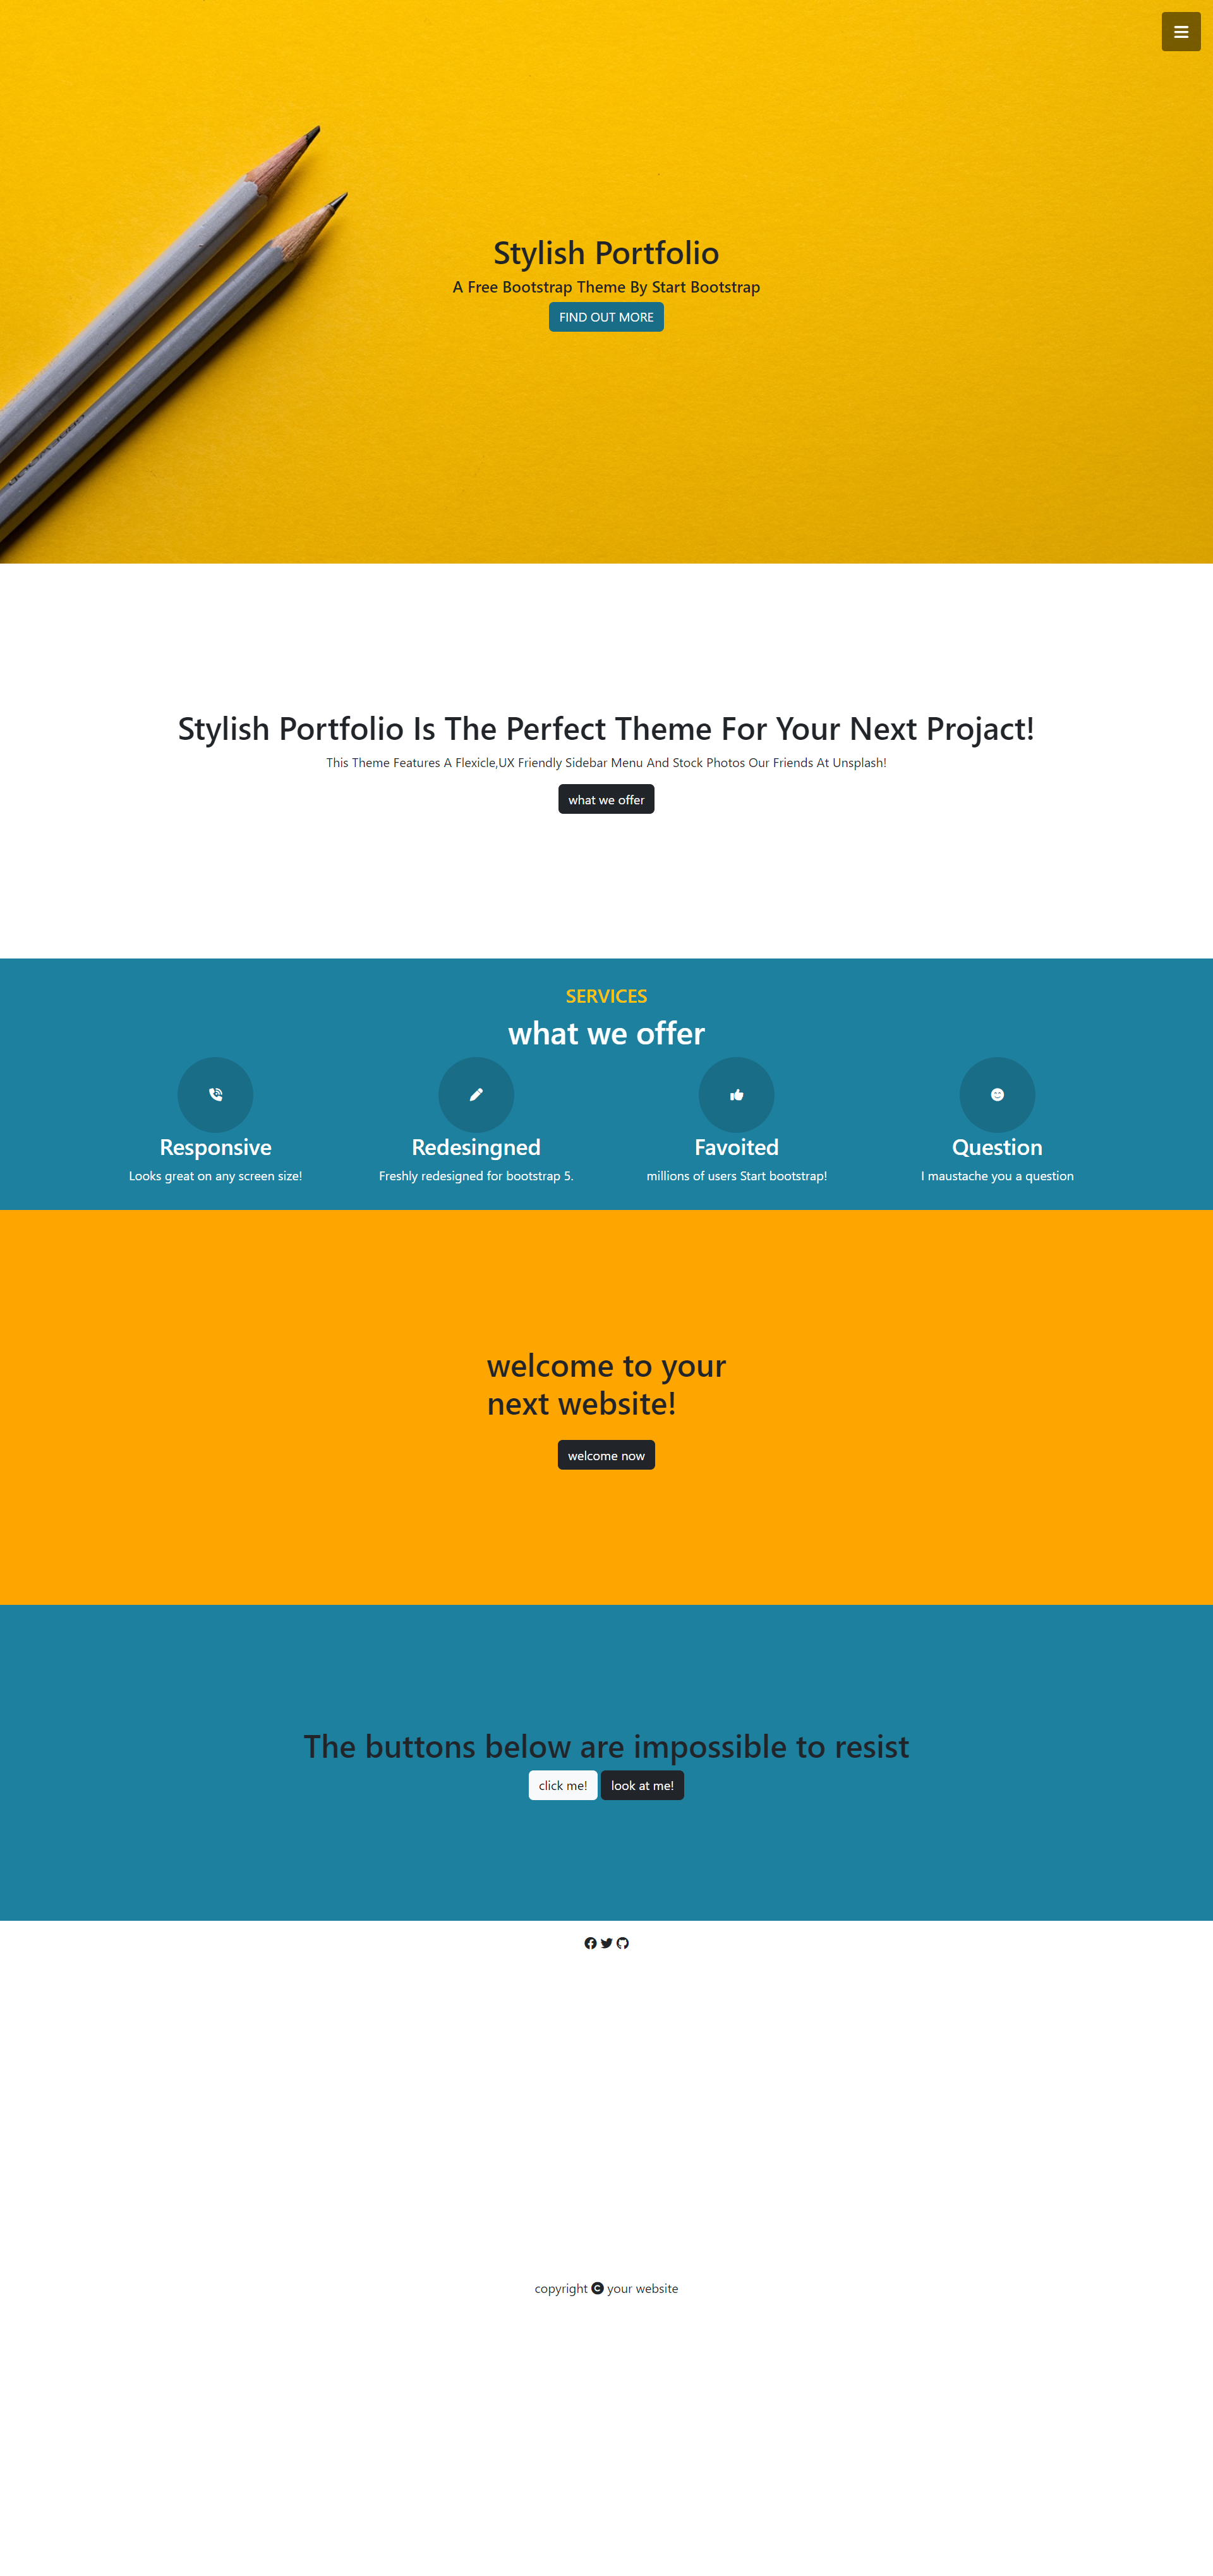 Stylish Portfolio
A Free Bootstrap Theme By Start Bootstrap
FIND OUT MORE
Stylish Portfolio Is The Perfect Theme For Your Next Projact!
This Theme Features A Flexicle,UX Friendly Sidebar Menu And Stock Photos Our Friends At Unsplash!
what we offer
SERVICES
what we offer
Responsive
Looks great on any screen size!
Redesingned
Freshly redesigned for bootstrap 5.
Favoited
millions of users Start bootstrap!
Question
I maustache you a question
welcome to your
next website!
welcome now
The buttons below are impossible to resist
click me! look at me!
copyright © your website